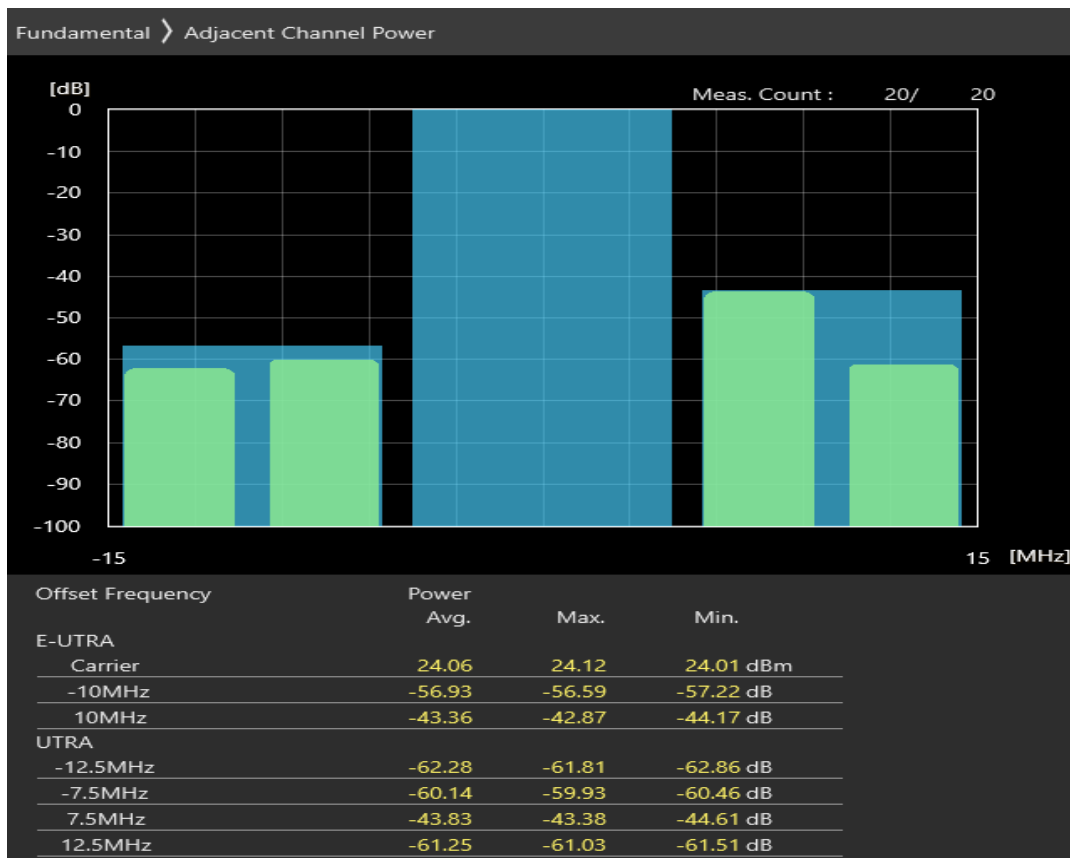 Fundamental 〉 Adjacent Channel Power
[dB]
Meas. Count : 20/ 20
0
-10
-20
-30
-40
-50
-60
-70
-80
-90
-100
-15 15 [MHz]
Offset Frequency Power
Avg. Max. Min.
E-UTRA
Carrier 24.06 24.12 24.01 dBm
-10MHz -56.93 -56.59 -57.22 dB
10MHz -43.36 -42.87 -44.17 dB
UTRA
-12.5MHz -62.28 -61.81 -62.86 dB
-7.5MHz -60.14 -59.93 -60.46 dB
7.5MHz -43.83 -43.38 -44.61 dB
12.5MHz -61.25 -61.03 -61.51 dB